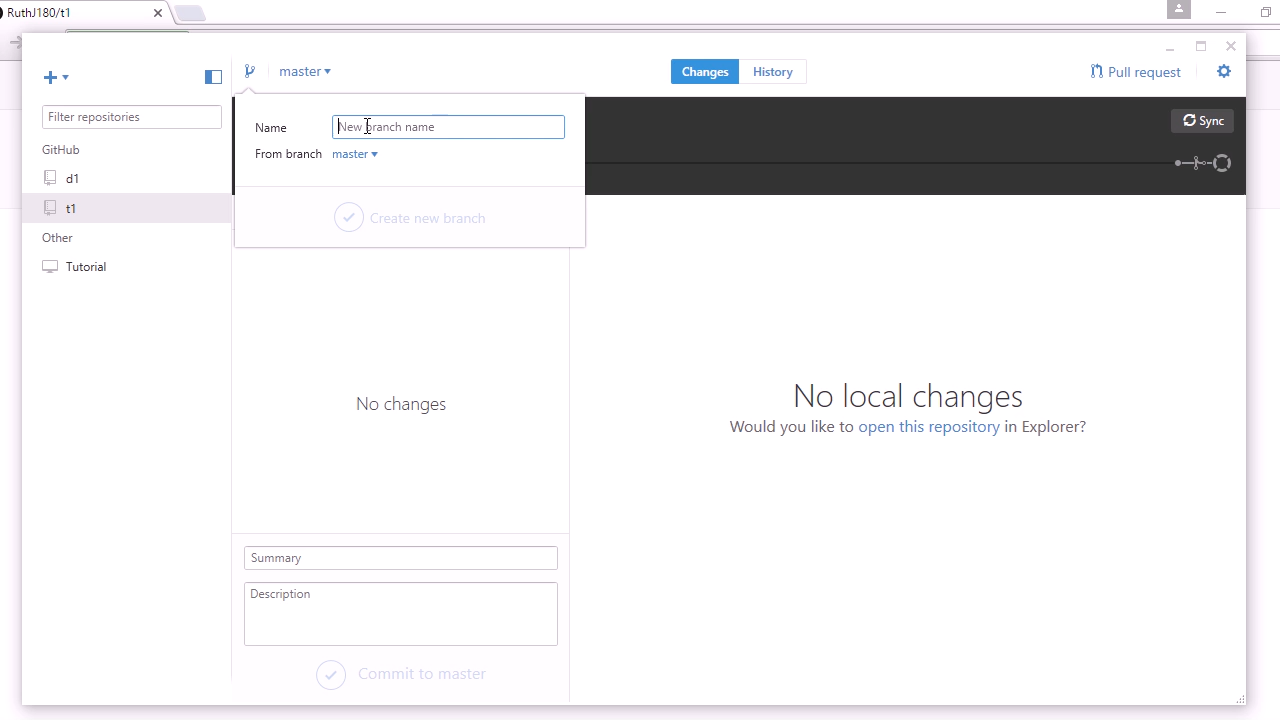 RuthJ180/t1
master
Changes
History
Pull request
Filter repositories
Name
New branch name
Sync
From branch
master
GitHub
d1
t1
Create new branch
Other
Tutorial
No changes
No local changes
Would you like to open this repository in Explorer?
Summary
Description
Commit to master